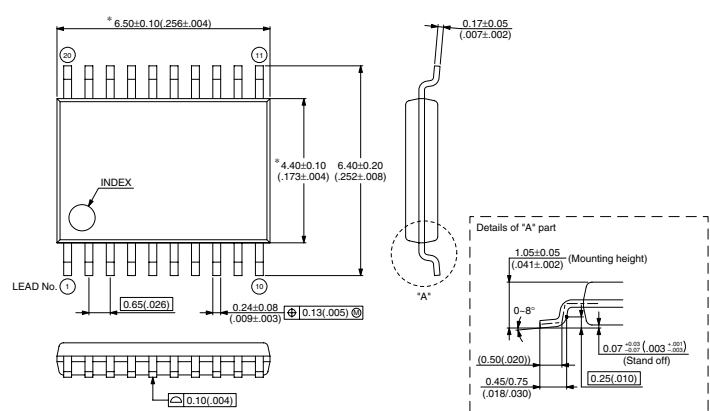 * 6.50±0.10(.256±.004)
0.17±0.05
(.007±.002)
20
11
* 4.40±0.10
(.173±.004)
6.40±0.20
(.252±.008)
INDEX
LEAD No.
1
10
"A"
0.65(.026)
0.24±0.08
(.009±.003)
⌖ 0.13(.005) Ⓜ
⌓ 0.10(.004)
Details of "A" part
1.05±0.05
(.041±.002)
(Mounting height)
0~8°
0.07 +0.03 −0.07 (.003 +.001 −.003)
(Stand off)
(0.50(.020))
0.25(.010)
0.45/0.75
(.018/.030)